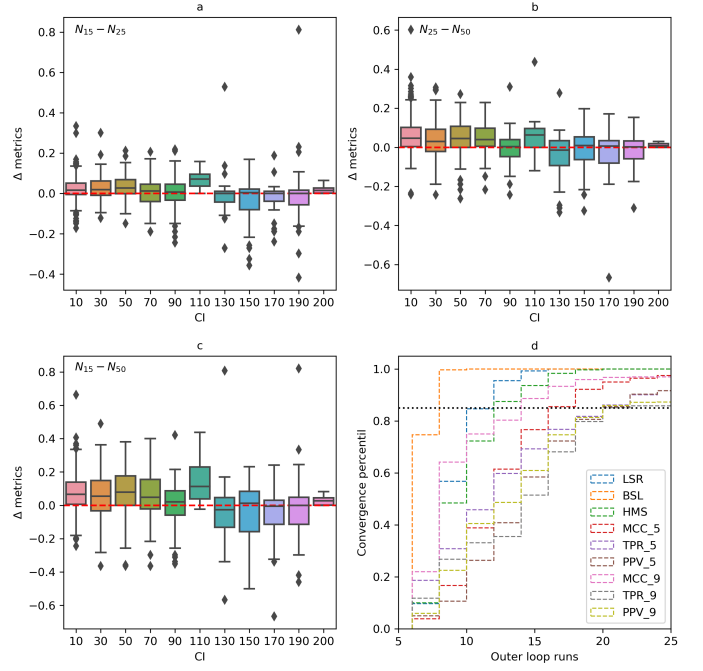 a
N15 − N25
0.8
0.6
0.4
0.2
0.0
−0.2
−0.4
Δ metrics
10 30 50 70 90 110 130 150 170 190 200
CI
b
N25 − N50
0.6
0.4
0.2
0.0
−0.2
−0.4
−0.6
Δ metrics
10 30 50 70 90 110 130 150 170 190 200
CI
c
N15 − N50
0.8
0.6
0.4
0.2
0.0
−0.2
−0.4
−0.6
Δ metrics
10 30 50 70 90 110 130 150 170 190 200
CI
d
1.0
0.8
0.6
0.4
0.2
0.0
Convergence percentil
LSR
BSL
HMS
MCC_5
TPR_5
PPV_5
MCC_9
TPR_9
PPV_9
5 10 15 20 25
Outer loop runs